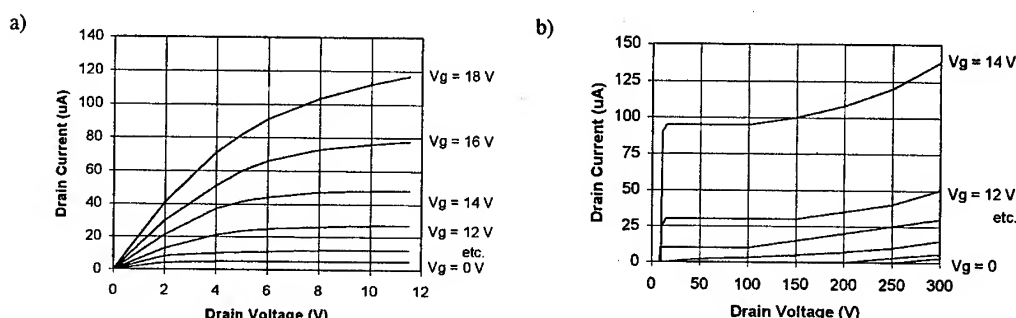 a)
140
120
100
80
60
40
20
0
Drain Current (uA)
0 2 4 6 8 10 12
Drain Voltage (V)
Vg = 18 V
Vg = 16 V
Vg = 14 V
Vg = 12 V
etc.
Vg = 0 V
b)
150
125
100
75
50
25
0
Drain Current (uA)
0 50 100 150 200 250 300
Drain Voltage (V)
Vg = 14 V
Vg = 12 V
etc.
Vg = 0